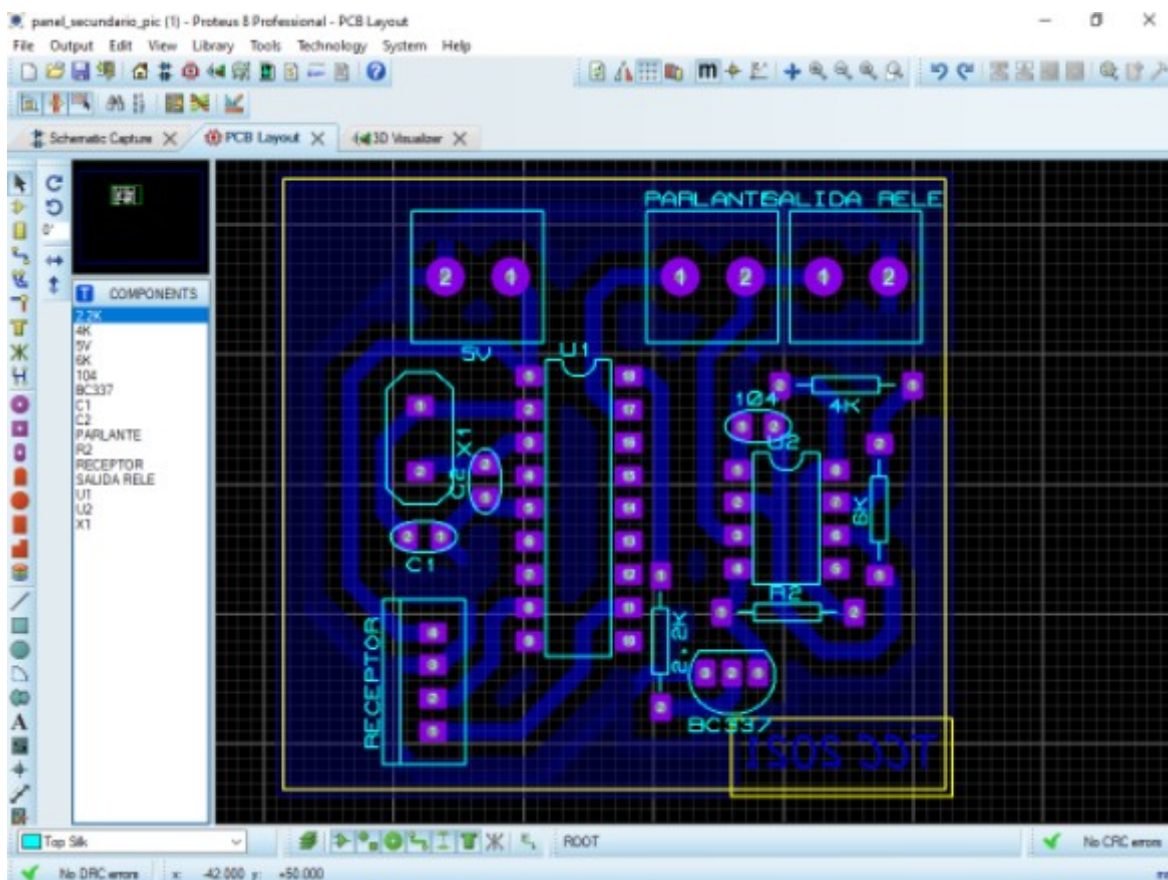 panel_secundario_pic (1) - Proteus 8 Professional - PCB Layout
File Output Edit View Library Tools Technology System Help
Schematic Capture PCB Layout 3D Visualizer
0°
COMPONENTS
2.2K
4K
5V
6K
104
BC337
C1
C2
PARLANTE
R2
RECEPTOR
SALIDA RELE
U1
U2
X1
PARLANTE SALIDA RELE
2 1 1 2 1 2
5V
U1
104
4K
X1
C2
U2
6K
C1
R2
2.2K
RECEPTOR
BC337
TCC 2021
Top Silk
ROOT
No CRC errors
No DRC errors x: -42.000 y: +50.000